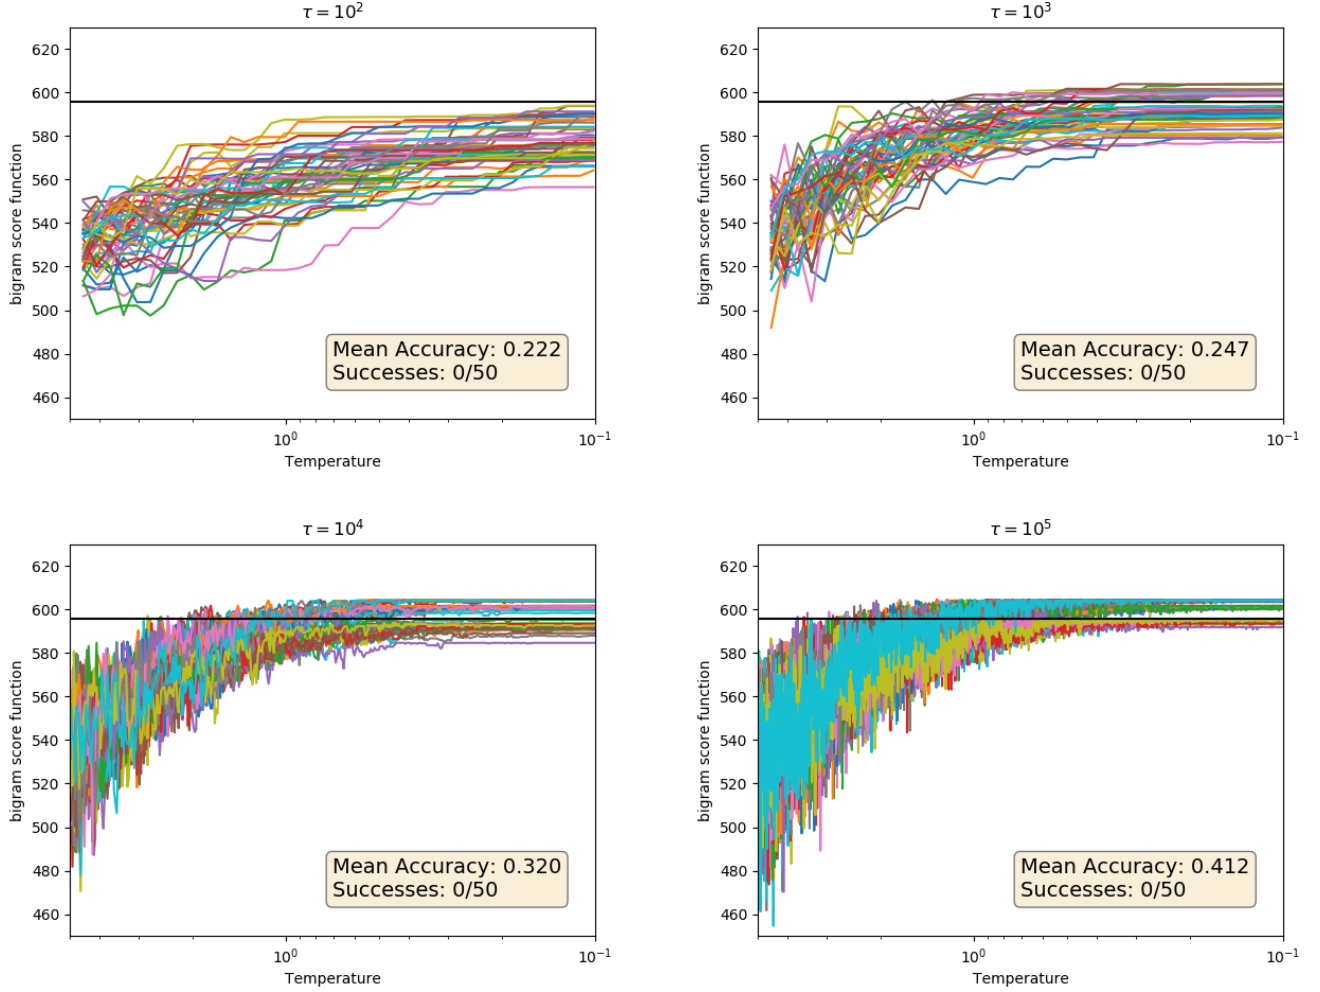 τ = 10²
620
600
580
560
540
520
500
480
460
bigram score function
Mean Accuracy: 0.222
Successes: 0/50
10⁰
10⁻¹
Temperature
τ = 10³
620
600
580
560
540
520
500
480
460
bigram score function
Mean Accuracy: 0.247
Successes: 0/50
10⁰
10⁻¹
Temperature
τ = 10⁴
620
600
580
560
540
520
500
480
460
bigram score function
Mean Accuracy: 0.320
Successes: 0/50
10⁰
10⁻¹
Temperature
τ = 10⁵
620
600
580
560
540
520
500
480
460
bigram score function
Mean Accuracy: 0.412
Successes: 0/50
10⁰
10⁻¹
Temperature